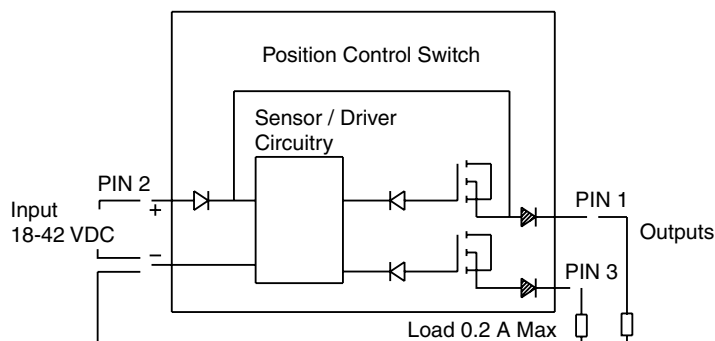 Position Control Switch
Sensor / Driver
Circuitry
PIN 2
+
Input
18-42 VDC
−
PIN 1
Outputs
PIN 3
Load 0.2 A Max